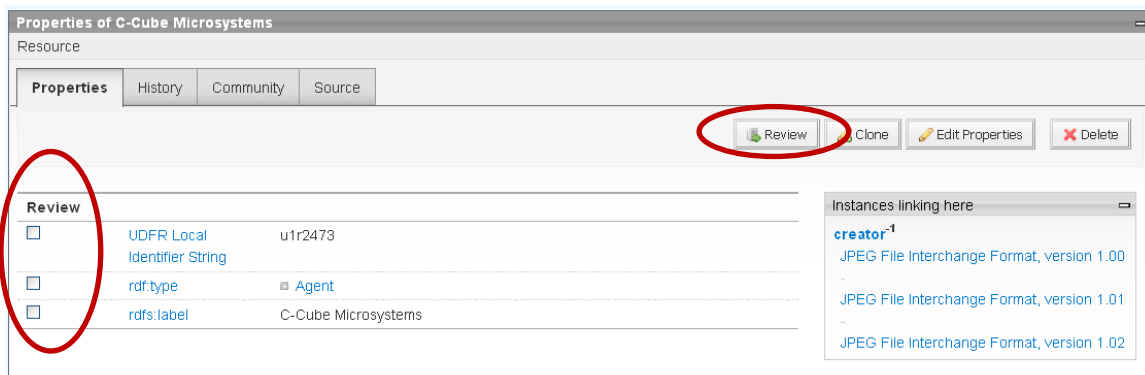 Properties of C-Cube Microsystems
Resource
Properties History Community Source
Review Clone Edit Properties Delete
Review
UDFR Local u1r2473
Identifier String
rdf:type Agent
rdfs:label C-Cube Microsystems
Instances linking here
creator-1
JPEG File Interchange Format, version 1.00
-
JPEG File Interchange Format, version 1.01
-
JPEG File Interchange Format, version 1.02